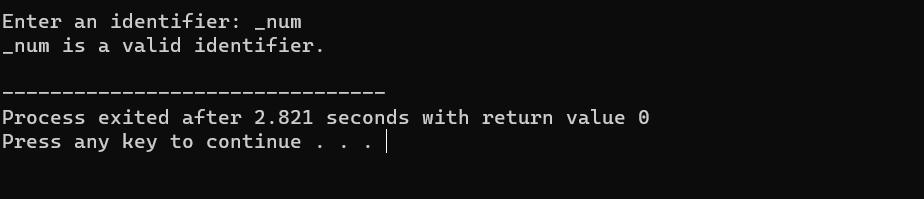 Enter an identifier: _num
_num is a valid identifier.
--------------------------------
Process exited after 2.821 seconds with return value 0
Press any key to continue . . .